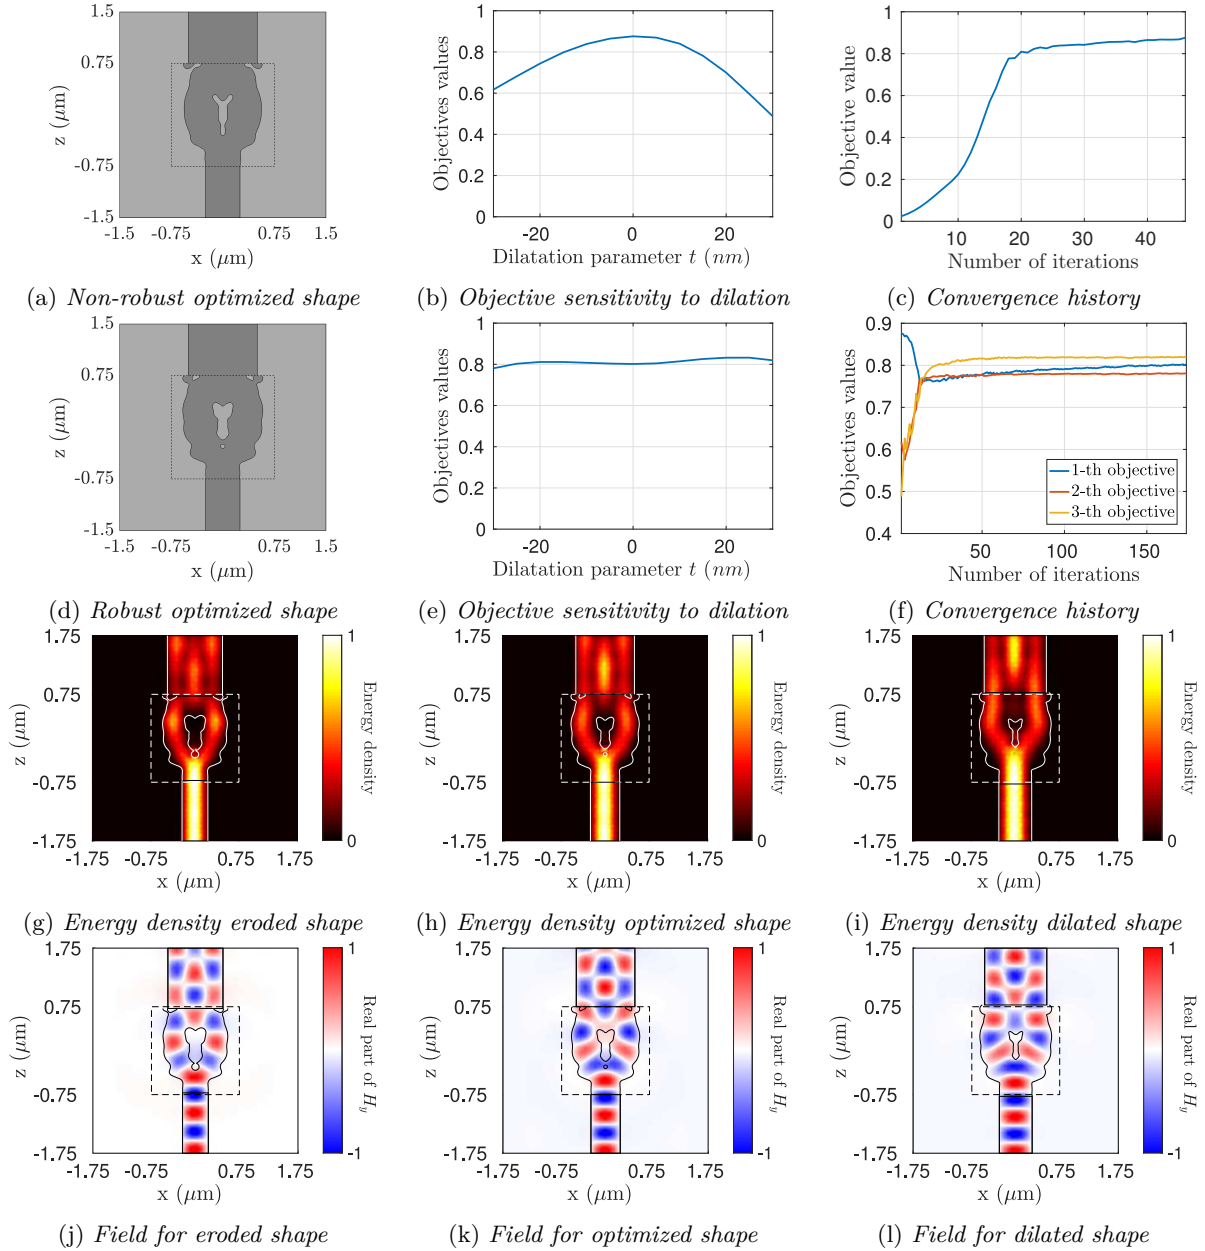 1.5
0.75
-0.75
-1.5
z (μm)
-1.5 -0.75 0.75 1.5
x (μm)
(a) Non-robust optimized shape
1
0.8
0.6
0.4
0.2
0
Objectives values
-20 0 20
Dilatation parameter t (nm)
(b) Objective sensitivity to dilation
1
0.8
0.6
0.4
0.2
0
Objective value
10 20 30 40
Number of iterations
(c) Convergence history
1.5
0.75
-0.75
-1.5
z (μm)
-1.5 -0.75 0.75 1.5
x (μm)
(d) Robust optimized shape
1
0.8
0.6
0.4
0.2
0
Objectives values
-20 0 20
Dilatation parameter t (nm)
(e) Objective sensitivity to dilation
0.9
0.8
0.7
0.6
0.5
0.4
Objectives values
1-th objective
2-th objective
3-th objective
50 100 150
Number of iterations
(f) Convergence history
1.75
0.75
-0.75
-1.75
z (μm)
-1.75 -0.75 0.75 1.75
x (μm)
1
0
Energy density
(g) Energy density eroded shape
1.75
0.75
-0.75
-1.75
z (μm)
-1.75 -0.75 0.75 1.75
x (μm)
1
0
Energy density
(h) Energy density optimized shape
1.75
0.75
-0.75
-1.75
z (μm)
-1.75 -0.75 0.75 1.75
x (μm)
1
0
Energy density
(i) Energy density dilated shape
1.75
0.75
-0.75
-1.75
z (μm)
-1.75 -0.75 0.75 1.75
x (μm)
1
-1
Real part of H_y
(j) Field for eroded shape
1.75
0.75
-0.75
-1.75
z (μm)
-1.75 -0.75 0.75 1.75
x (μm)
1
-1
Real part of H_y
(k) Field for optimized shape
1.75
0.75
-0.75
-1.75
z (μm)
-1.75 -0.75 0.75 1.75
x (μm)
1
-1
Real part of H_y
(l) Field for dilated shape